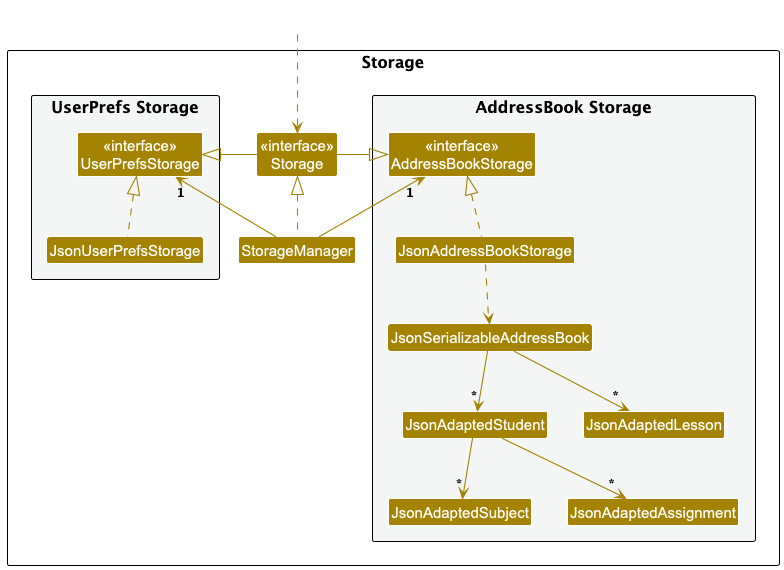 Storage
UserPrefs Storage
AddressBook Storage
«interface»
UserPrefsStorage
«interface»
Storage
«interface»
AddressBookStorage
1
1
JsonUserPrefsStorage
StorageManager
JsonAddressBookStorage
JsonSerializableAddressBook
*
*
JsonAdaptedStudent
JsonAdaptedLesson
*
*
JsonAdaptedSubject
JsonAdaptedAssignment